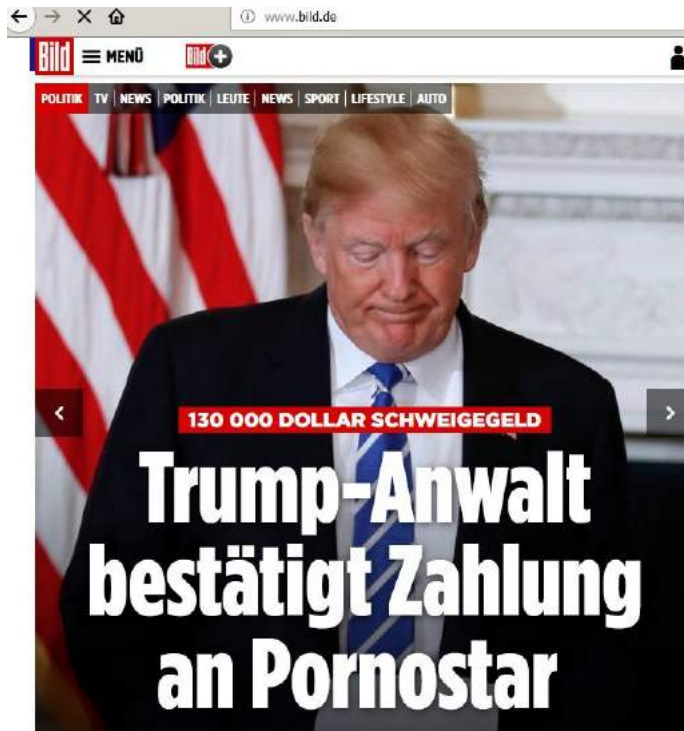 www.bild.de
Bild MENÜ Bild+
POLITIK TV NEWS POLITIK LEUTE NEWS SPORT LIFESTYLE AUTO
130 000 DOLLAR SCHWEIGEGELD
Trump-Anwalt
bestätigt Zahlung
an Pornostar